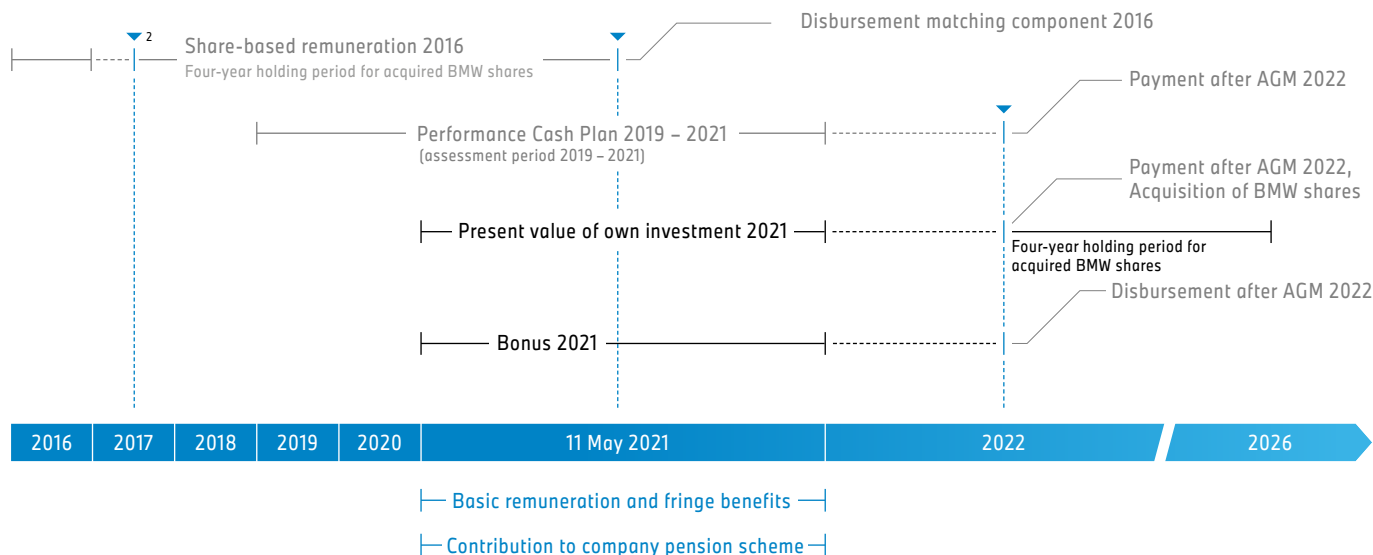 2
Disbursement matching component 2016
Share-based remuneration 2016
Four-year holding period for acquired BMW shares
Payment after AGM 2022
Performance Cash Plan 2019 – 2021
(assessment period 2019 – 2021)
Payment after AGM 2022,
Acquisition of BMW shares
Present value of own investment 2021
Four-year holding period for
acquired BMW shares
Disbursement after AGM 2022
Bonus 2021
2016 2017 2018 2019 2020 11 May 2021 2022 2026
Basic remuneration and fringe benefits
Contribution to company pension scheme